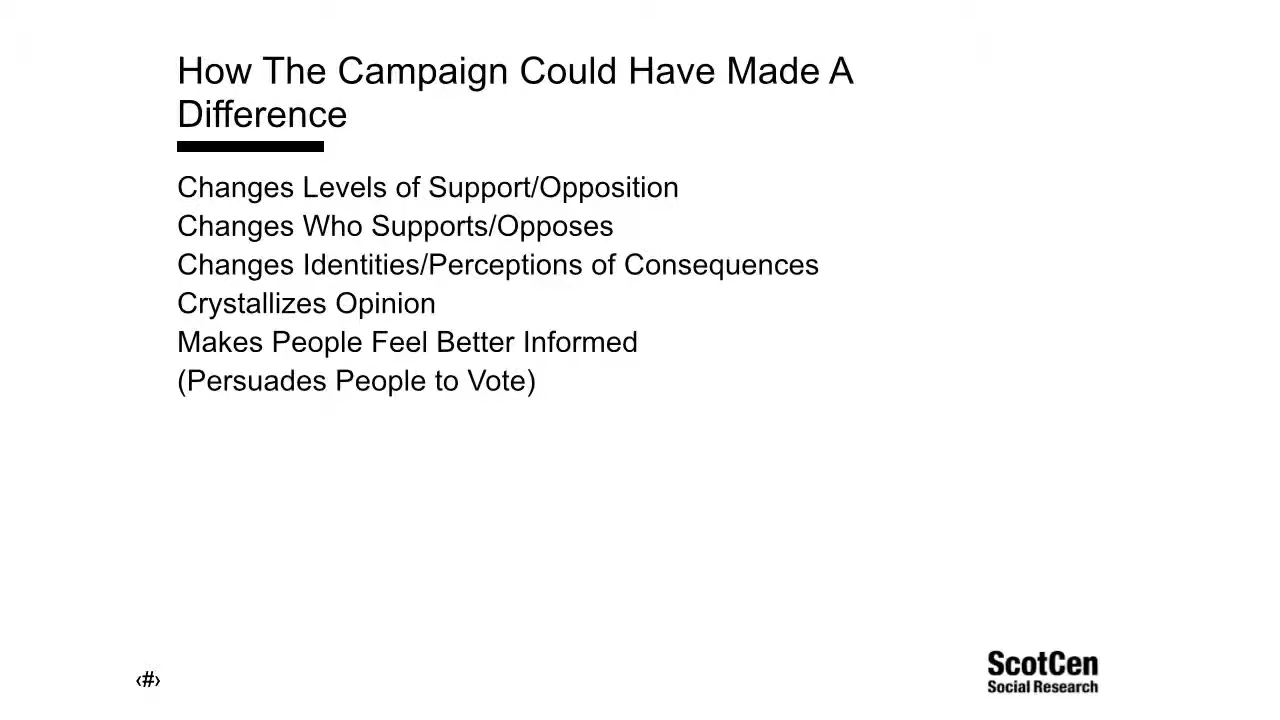 How The Campaign Could Have Made A
Difference
Changes Levels of Support/Opposition
Changes Who Supports/Opposes
Changes Identities/Perceptions of Consequences
Crystallizes Opinion
Makes People Feel Better Informed
(Persuades People to Vote)
‹#›
ScotCen
Social Research